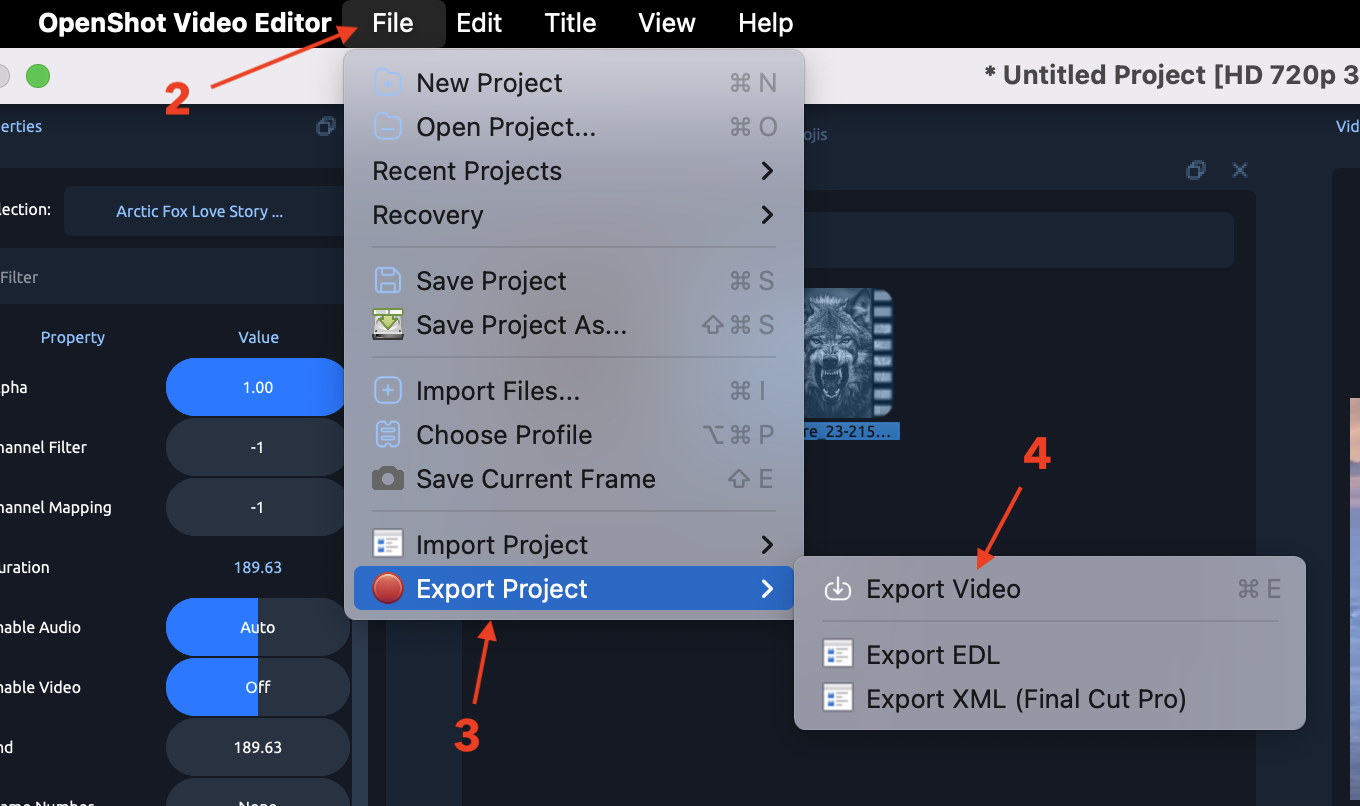 OpenShot Video Editor File Edit Title View Help
2
* Untitled Project [HD 720p 3
erties
ojis
Vid
lection: Arctic Fox Love Story ...
Filter
Property Value
pha 1.00
hannel Filter -1
hannel Mapping -1
uration 189.63
nable Audio Auto
nable Video Off
nd 189.63
ame Number None
New Project ⌘ N
Open Project... ⌘ O
Recent Projects
Recovery
Save Project ⌘ S
Save Project As... ⇧ ⌘ S
Import Files... ⌘ I
Choose Profile ⌥ ⌘ P
Save Current Frame ⇧ E
Import Project
Export Project
re_23-215...
4
3
Export Video ⌘ E
Export EDL
Export XML (Final Cut Pro)